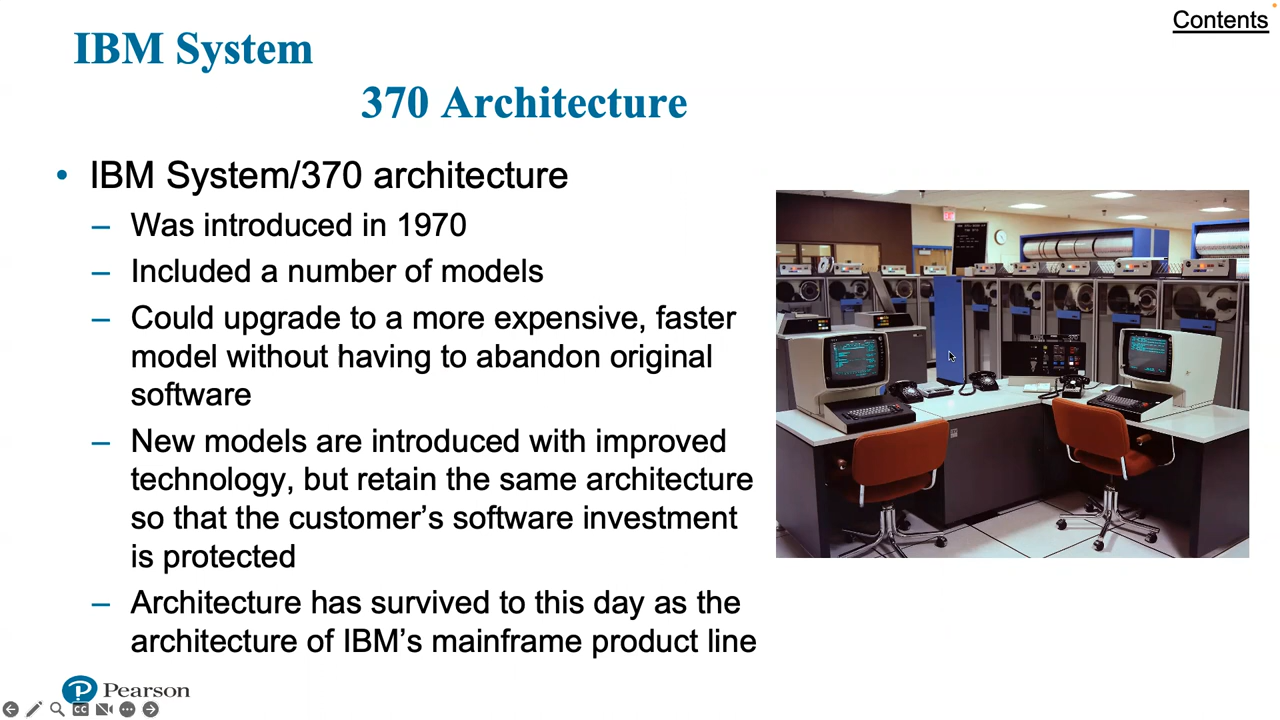 Contents
IBM System
370 Architecture
• IBM System/370 architecture
– Was introduced in 1970
– Included a number of models
– Could upgrade to a more expensive, faster
model without having to abandon original
software
– New models are introduced with improved
technology, but retain the same architecture
so that the customer’s software investment
is protected
– Architecture has survived to this day as the
architecture of IBM’s mainframe product line
Pearson
CC